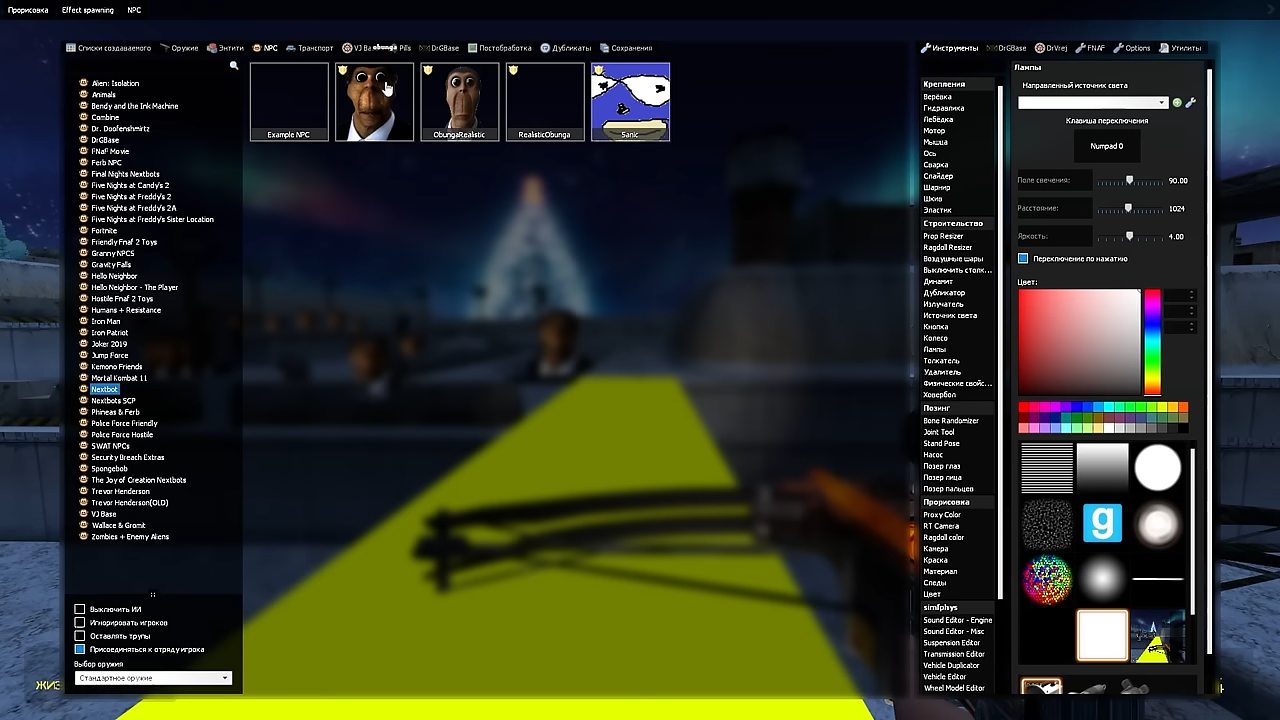 Прорисовка Effect spawning NPC
Списки создаваемого Оружие Энтити NPC Транспорт VJ Ba obunga Pills DrGBase Постобработка Дубликаты Сохранения
Alien: Isolation
Animals
Bendy and the Ink Machine
Combine
Dr. Doofenshmirtz
DrGBase
FNaF Movie
Ferb NPC
Final Nights Nextbots
Five Nights at Candy's 2
Five Nights at Freddy's 2
Five Nights at Freddy's 2A
Five Nights at Freddy's Sister Location
Fortnite
Friendly Fnaf 2 Toys
Granny NPCS
Gravity Falls
Hello Neighbor
Hello Neighbor - The Player
Hostile Fnaf 2 Toys
Humans + Resistance
Iron Man
Iron Patriot
Joker 2019
Jump Force
Kemono Friends
Mortal Kombat 11
Nextbot
Nextbots SCP
Phineas & Ferb
Police Force Friendly
Police Force Hostile
SWAT NPCs
Security Breach Extras
Spongebob
The Joy of Creation Nextbots
Trevor Henderson
Trevor Henderson(OLD)
VJ Base
Wallace & Gromit
Zombies + Enemy Aliens
Выключить ИИ
Игнорировать игроков
Оставлять трупы
Присоединяться к отряду игрока
Выбор оружия
Стандартное оружие
Example NPC
ObungaRealistic
RealisticObunga
Sanic
Инструменты DrGBase DrVrej FNAF Options Утилиты
Крепления
Верёвка
Гидравлика
Лебёдка
Мотор
Мышца
Ось
Сварка
Слайдер
Шарнир
Шкив
Эластик
Строительство
Prop Resizer
Ragdoll Resizer
Воздушные шары
Выключить столк...
Динамит
Дубликатор
Излучатель
Источник света
Кнопка
Колесо
Лампы
Толкатель
Удалитель
Физические свойс...
Ховербол
Позинг
Bone Randomizer
Joint Tool
Stand Pose
Насос
Позер глаз
Позер лица
Позер пальцев
Прорисовка
Proxy Color
RT Camera
Ragdoll color
Камера
Краска
Материал
Следы
Цвет
simfphys
Sound Editor - Engine
Sound Editor - Misc
Suspension Editor
Transmission Editor
Vehicle Duplicator
Vehicle Editor
Wheel Model Editor
Лампы
Направленный источник света
Клавиша переключения
Numpad 0
Поле свечения: 90.00
Расстояние: 1024
Яркость: 4.00
Переключение по нажатию
Цвет:
g
ЖИЗ